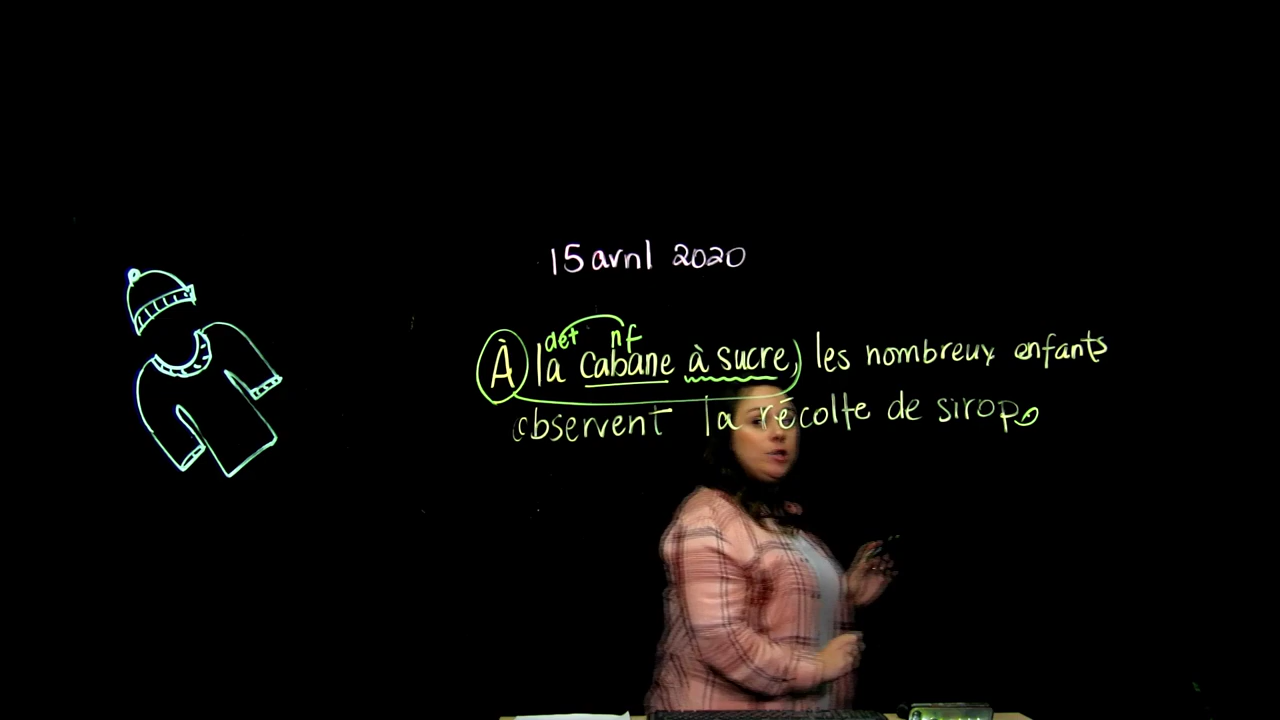 15 avril 2020
dét nf
À la cabane à sucre, les nombreux enfants
observent la récolte de sirop.